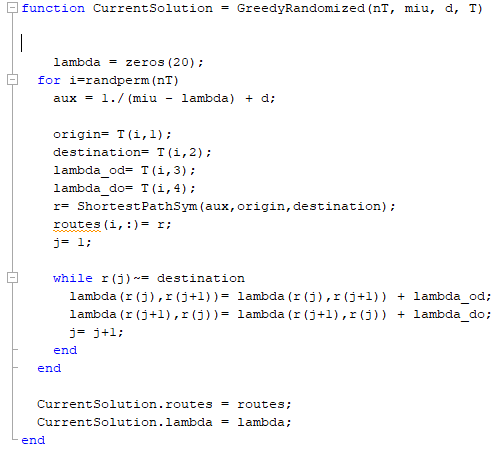 function CurrentSolution = GreedyRandomized(nT, miu, d, T)
lambda = zeros(20);
for i=randperm(nT)
aux = 1./(miu - lambda) + d;
origin= T(i,1);
destination= T(i,2);
lambda_od= T(i,3);
lambda_do= T(i,4);
r= ShortestPathSym(aux,origin,destination);
routes(i,:)= r;
j= 1;
while r(j)~= destination
lambda(r(j),r(j+1))= lambda(r(j),r(j+1)) + lambda_od;
lambda(r(j+1),r(j))= lambda(r(j+1),r(j)) + lambda_do;
j= j+1;
end
end
CurrentSolution.routes = routes;
CurrentSolution.lambda = lambda;
end